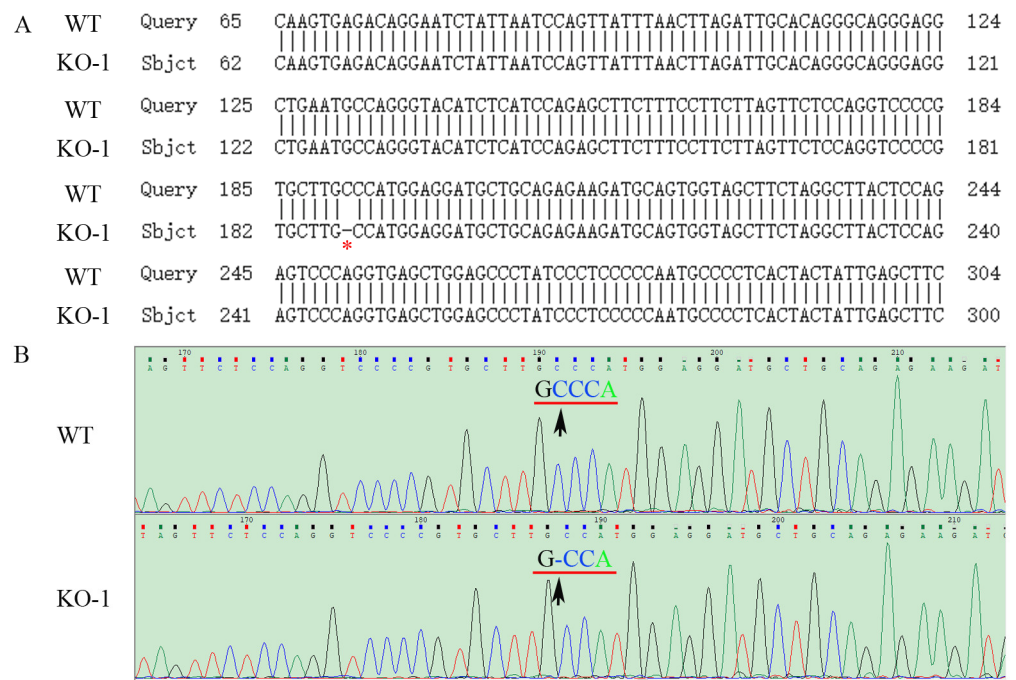 A
WT Query 65 CAAGTGAGACAGGAATCTATTAATCCAGTTATTTAACTTAGATTGCACAGGGCAGGGAGG 124
KO-1 Sbjct 62 CAAGTGAGACAGGAATCTATTAATCCAGTTATTTAACTTAGATTGCACAGGGCAGGGAGG 121
WT Query 125 CTGAATGCCAGGGTACATCTCATCCAGAGCTTCTTTCCTTCTTAGTTCTCCAGGTCCCCG 184
KO-1 Sbjct 122 CTGAATGCCAGGGTACATCTCATCCAGAGCTTCTTTCCTTCTTAGTTCTCCAGGTCCCCG 181
WT Query 185 TGCTTGCCCATGGAGGATGCTGCAGAGAAGATGCAGTGGTAGCTTCTAGGCTTACTCCAG 244
KO-1 Sbjct 182 TGCTTG-CCATGGAGGATGCTGCAGAGAAGATGCAGTGGTAGCTTCTAGGCTTACTCCAG 240
*
WT Query 245 AGTCCCAGGTGAGCTGGAGCCCTATCCCTCCCCCAATGCCCCTCACTACTATTGAGCTTC 304
KO-1 Sbjct 241 AGTCCCAGGTGAGCTGGAGCCCTATCCCTCCCCCAATGCCCCTCACTACTATTGAGCTTC 300
B
170 180 190 200 210
A G T T C T C C A G G T C C C C G T G C T T G C C C A T G G A G G A T G C T G C A G A G A A G A T
GCCCA
WT
170 180 190 200 210
T A G T T C T C C A G G T C C C C G T G C T T G C C A T G G A G G A T G C T G C A G A G A A G A T
G-CCA
KO-1